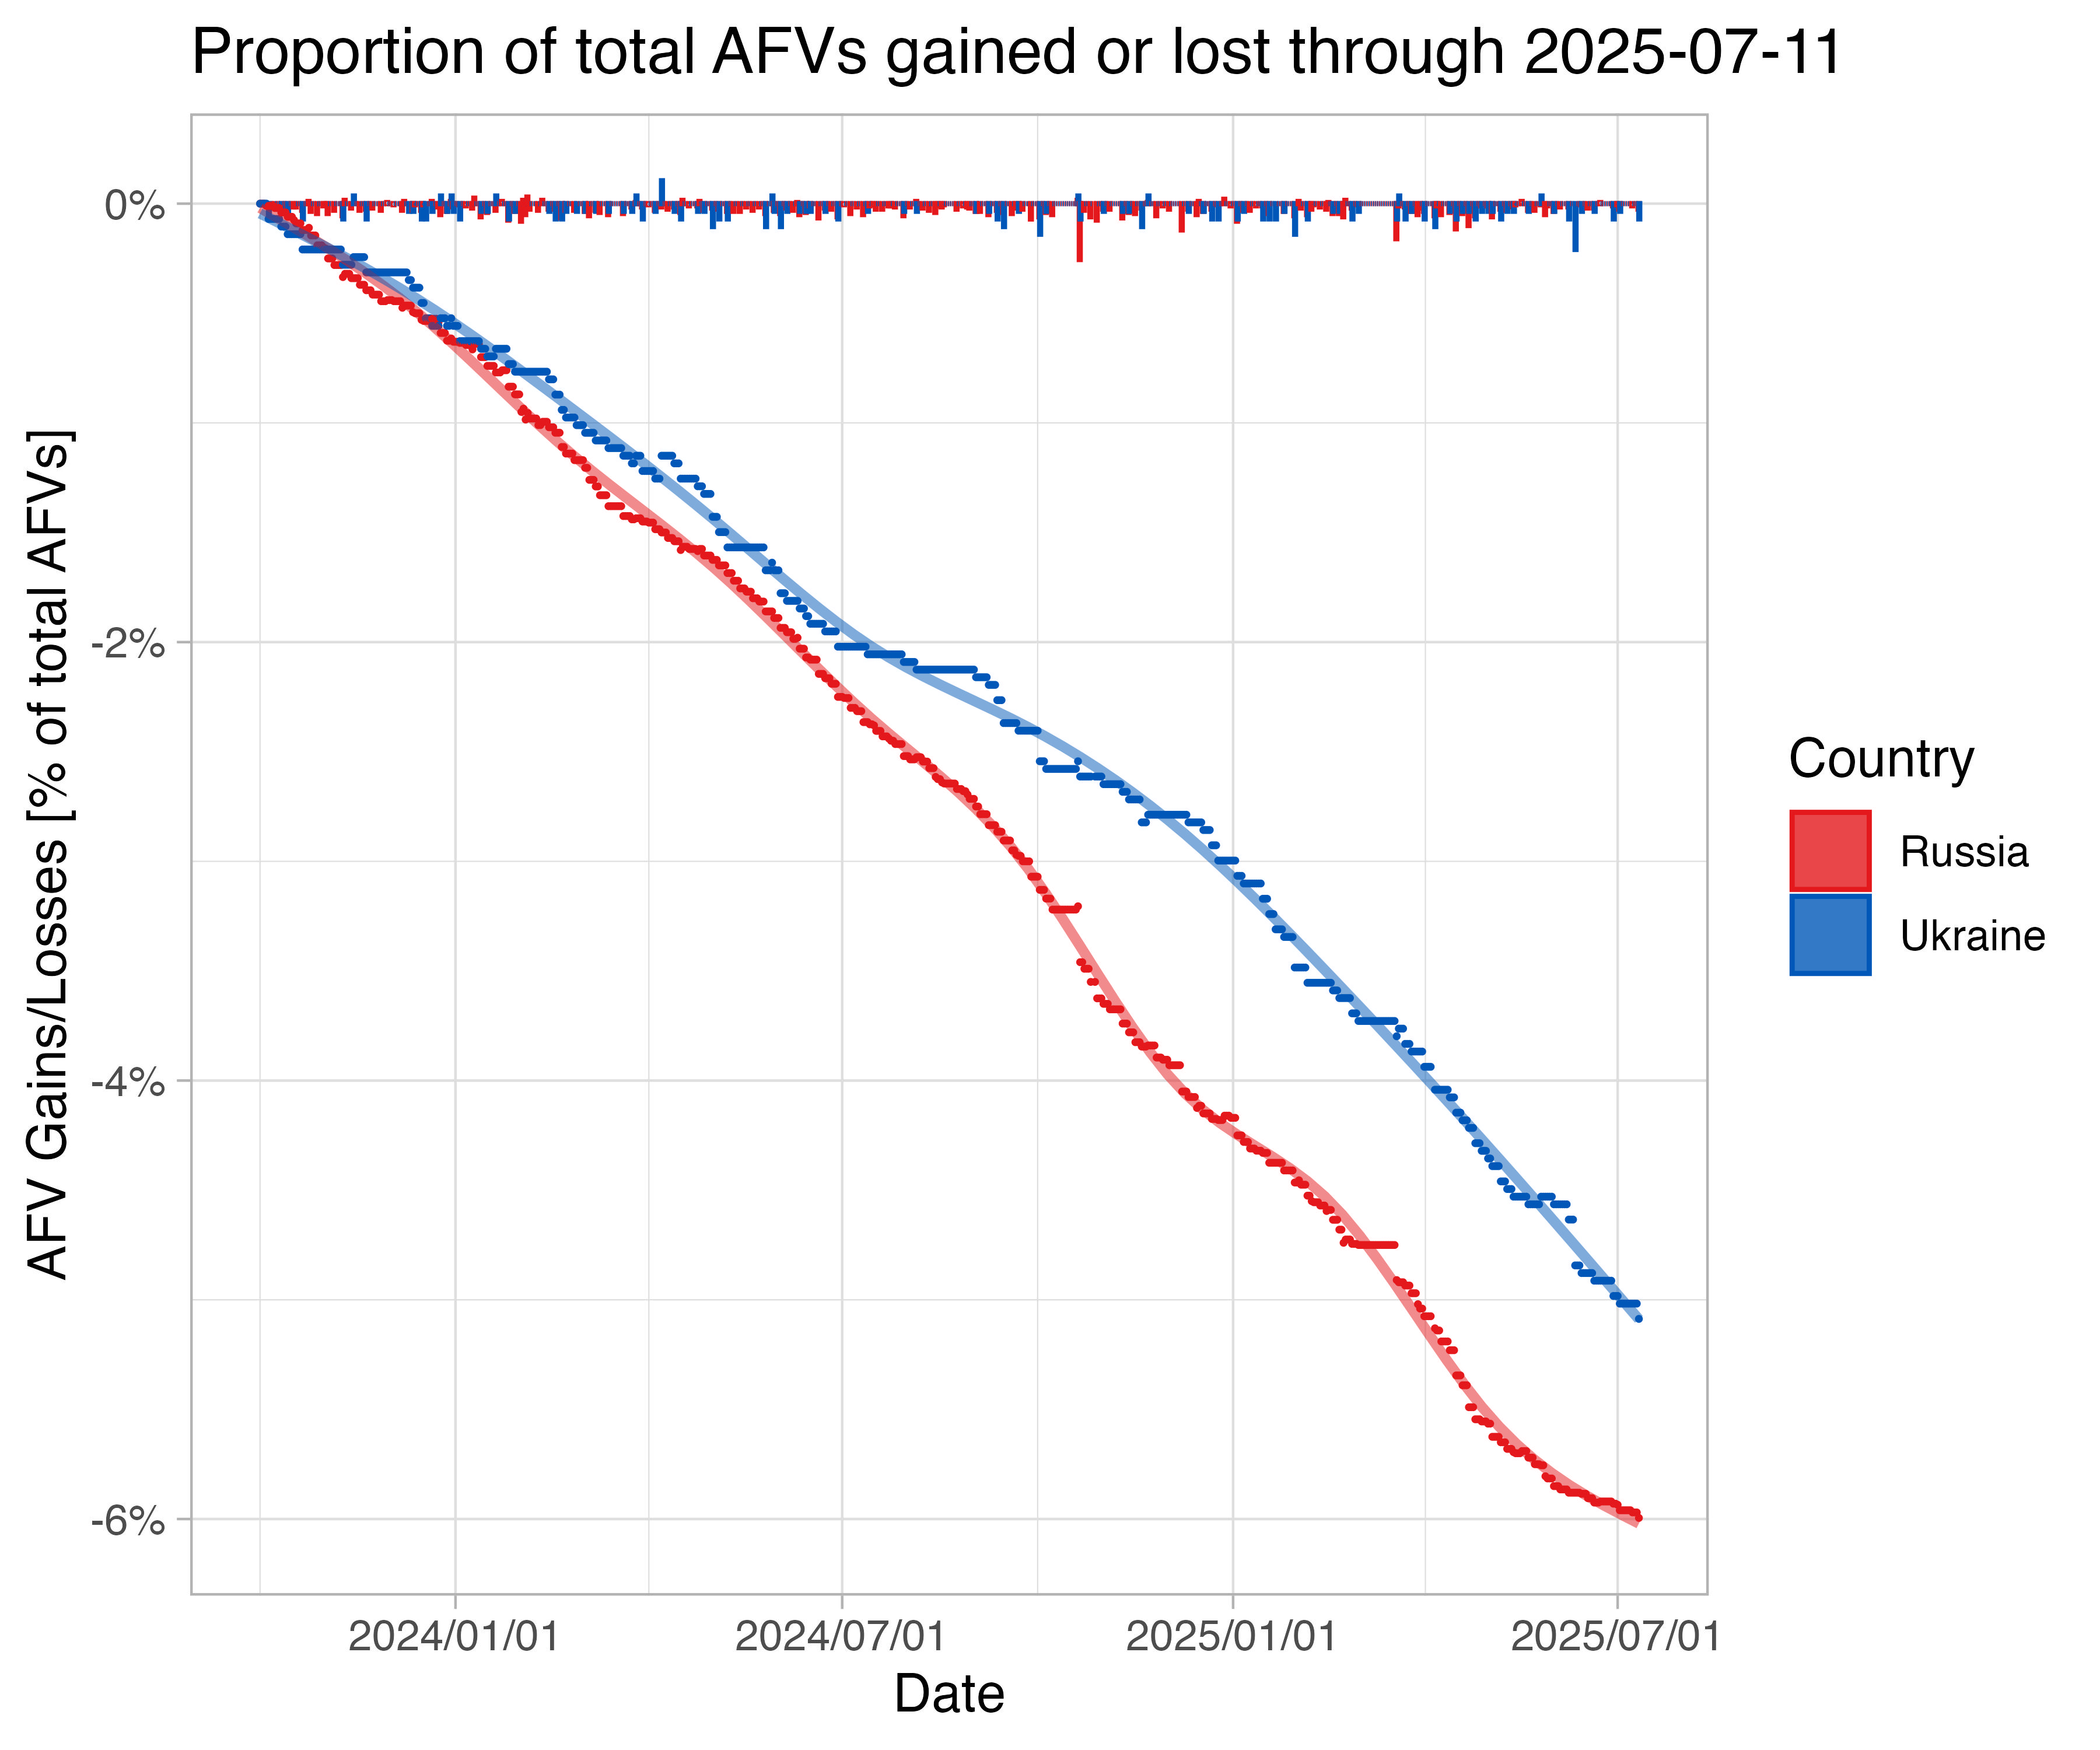 Proportion of total AFVs gained or lost through 2025-07-11
AFV Gains/Losses [% of total AFVs]
0%
-2%
-4%
-6%
2024/01/01
2024/07/01
2025/01/01
2025/07/01
Date
Country
Russia
Ukraine